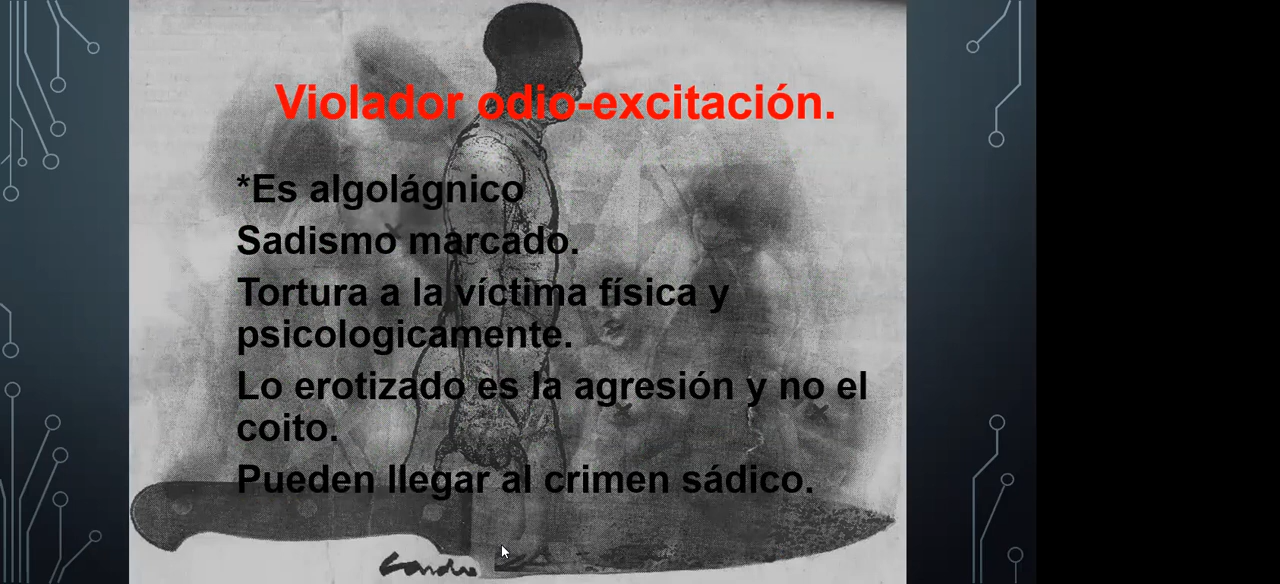 Violador odio-excitación.
*Es algolágnico
Sadismo marcado.
Tortura a la víctima física y
psicologicamente.
Lo erotizado es la agresión y no el
coito.
Pueden llegar al crimen sádico.